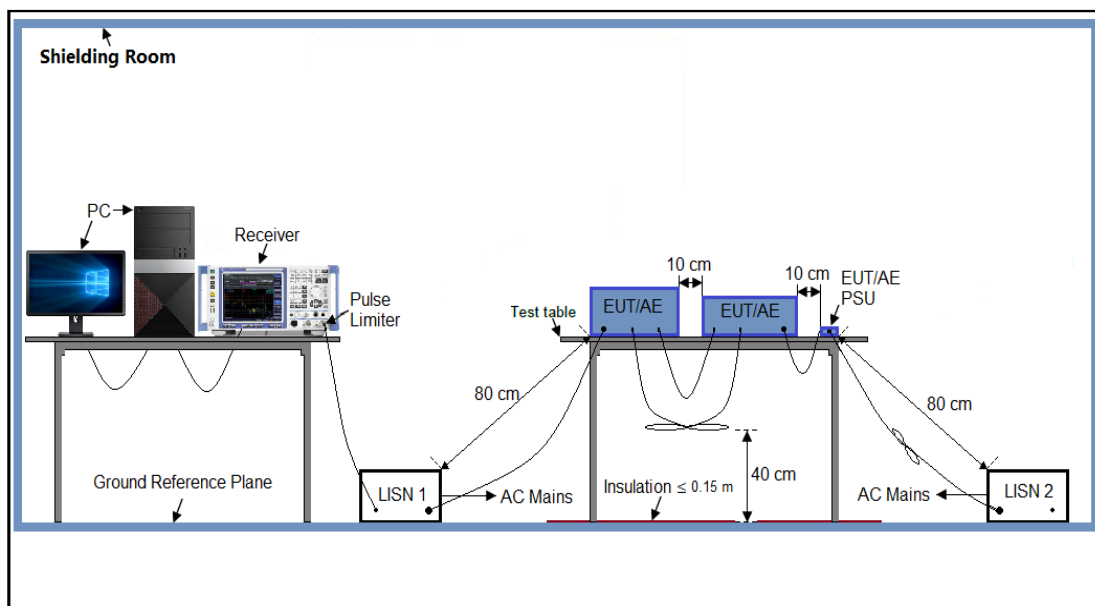 Shielding Room
PC
Receiver
Pulse
Limiter
10 cm
10 cm
EUT/AE
PSU
EUT/AE
EUT/AE
Test table
80 cm
80 cm
40 cm
Ground Reference Plane
LISN 1
AC Mains
Insulation ≤ 0.15 m
AC Mains
LISN 2